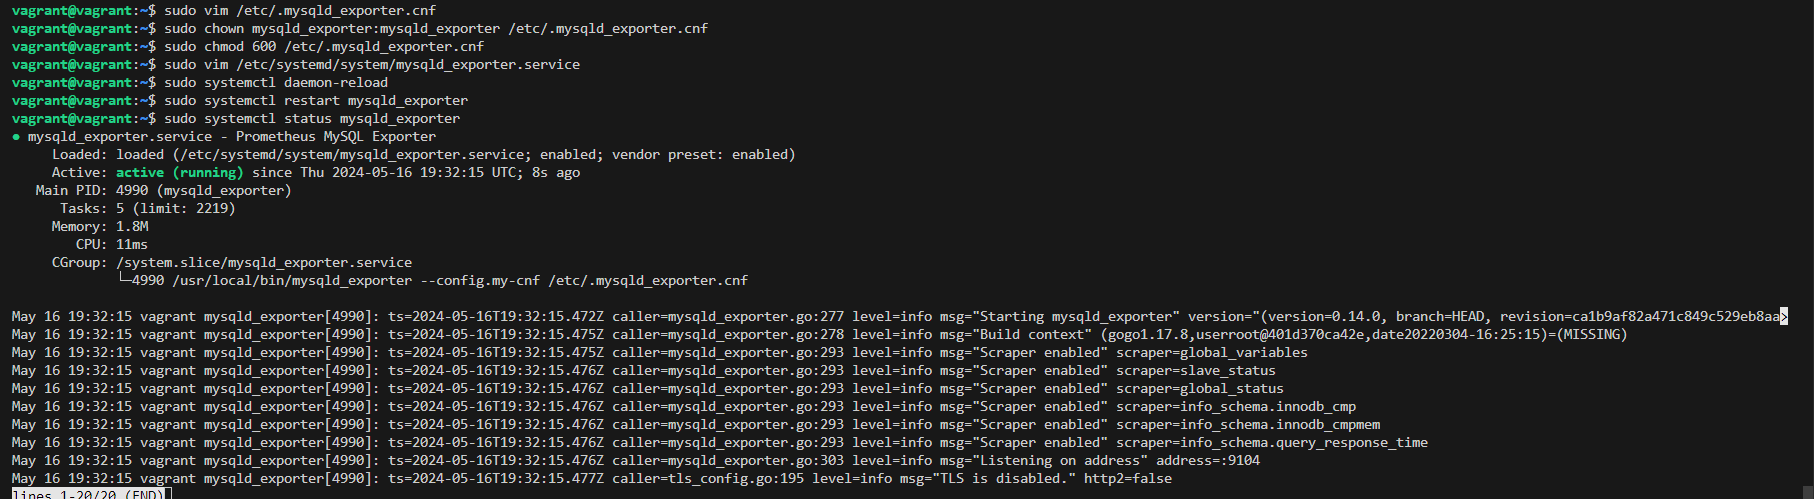 vagrant@vagrant:~$ sudo vim /etc/.mysqld_exporter.cnf
vagrant@vagrant:~$ sudo chown mysqld_exporter:mysqld_exporter /etc/.mysqld_exporter.cnf
vagrant@vagrant:~$ sudo chmod 600 /etc/.mysqld_exporter.cnf
vagrant@vagrant:~$ sudo vim /etc/systemd/system/mysqld_exporter.service
vagrant@vagrant:~$ sudo systemctl daemon-reload
vagrant@vagrant:~$ sudo systemctl restart mysqld_exporter
vagrant@vagrant:~$ sudo systemctl status mysqld_exporter
● mysqld_exporter.service - Prometheus MySQL Exporter
     Loaded: loaded (/etc/systemd/system/mysqld_exporter.service; enabled; vendor preset: enabled)
     Active: active (running) since Thu 2024-05-16 19:32:15 UTC; 8s ago
   Main PID: 4990 (mysqld_exporter)
      Tasks: 5 (limit: 2219)
     Memory: 1.8M
        CPU: 11ms
     CGroup: /system.slice/mysqld_exporter.service
             └─4990 /usr/local/bin/mysqld_exporter --config.my-cnf /etc/.mysqld_exporter.cnf
May 16 19:32:15 vagrant mysqld_exporter[4990]: ts=2024-05-16T19:32:15.472Z caller=mysqld_exporter.go:277 level=info msg="Starting mysqld_exporter" version="(version=0.14.0, branch=HEAD, revision=ca1b9af82a471c849c529eb8aa>
May 16 19:32:15 vagrant mysqld_exporter[4990]: ts=2024-05-16T19:32:15.475Z caller=mysqld_exporter.go:278 level=info msg="Build context" (gogo1.17.8,userroot@401d370ca42e,date20220304-16:25:15)=(MISSING)
May 16 19:32:15 vagrant mysqld_exporter[4990]: ts=2024-05-16T19:32:15.475Z caller=mysqld_exporter.go:293 level=info msg="Scraper enabled" scraper=global_variables
May 16 19:32:15 vagrant mysqld_exporter[4990]: ts=2024-05-16T19:32:15.476Z caller=mysqld_exporter.go:293 level=info msg="Scraper enabled" scraper=slave_status
May 16 19:32:15 vagrant mysqld_exporter[4990]: ts=2024-05-16T19:32:15.476Z caller=mysqld_exporter.go:293 level=info msg="Scraper enabled" scraper=global_status
May 16 19:32:15 vagrant mysqld_exporter[4990]: ts=2024-05-16T19:32:15.476Z caller=mysqld_exporter.go:293 level=info msg="Scraper enabled" scraper=info_schema.innodb_cmp
May 16 19:32:15 vagrant mysqld_exporter[4990]: ts=2024-05-16T19:32:15.476Z caller=mysqld_exporter.go:293 level=info msg="Scraper enabled" scraper=info_schema.innodb_cmpmem
May 16 19:32:15 vagrant mysqld_exporter[4990]: ts=2024-05-16T19:32:15.476Z caller=mysqld_exporter.go:293 level=info msg="Scraper enabled" scraper=info_schema.query_response_time
May 16 19:32:15 vagrant mysqld_exporter[4990]: ts=2024-05-16T19:32:15.476Z caller=mysqld_exporter.go:303 level=info msg="Listening on address" address=:9104
May 16 19:32:15 vagrant mysqld_exporter[4990]: ts=2024-05-16T19:32:15.477Z caller=tls_config.go:195 level=info msg="TLS is disabled." http2=false
lines 1-20/20 (END)